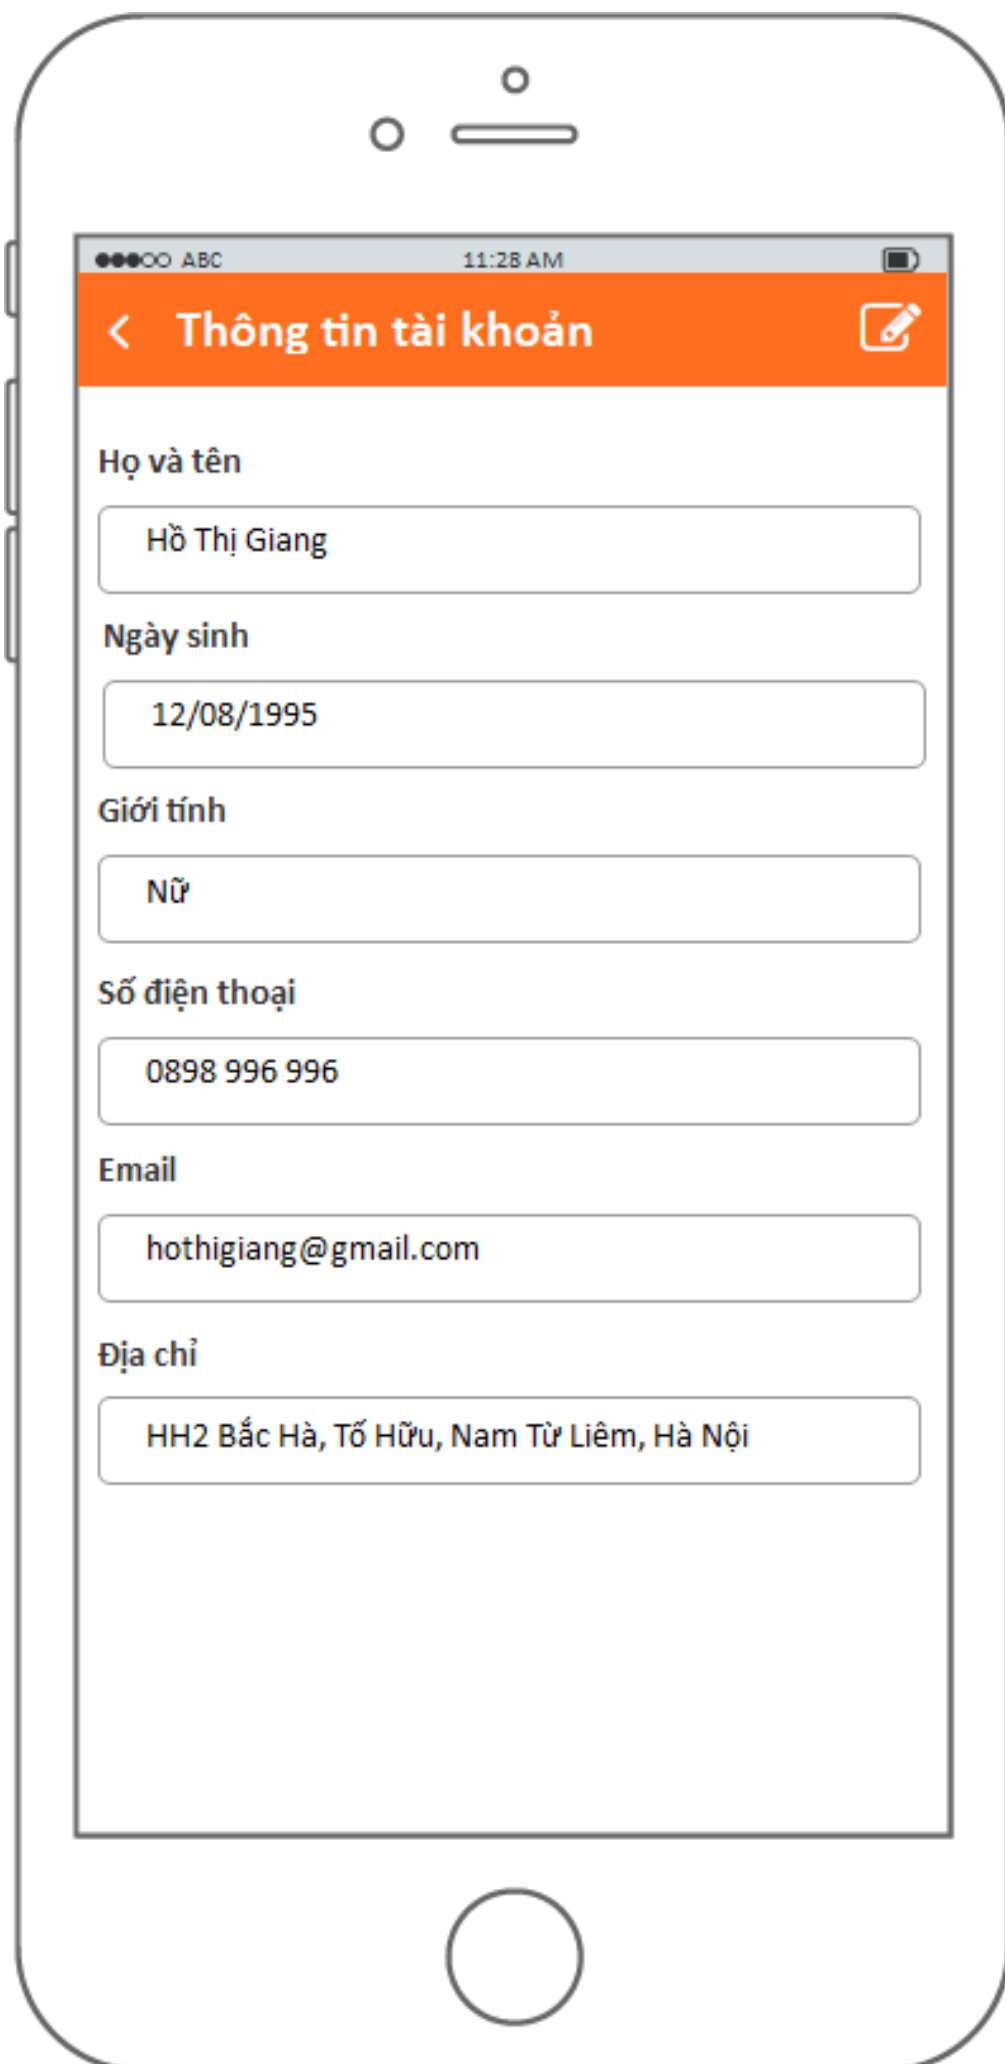 ABC 11:28 AM
Thông tin tài khoản
Họ và tên
Hồ Thị Giang
Ngày sinh
12/08/1995
Giới tính
Nữ
Số điện thoại
0898 996 996
Email
hothigiang@gmail.com
Địa chỉ
HH2 Bắc Hà, Tố Hữu, Nam Từ Liêm, Hà Nội